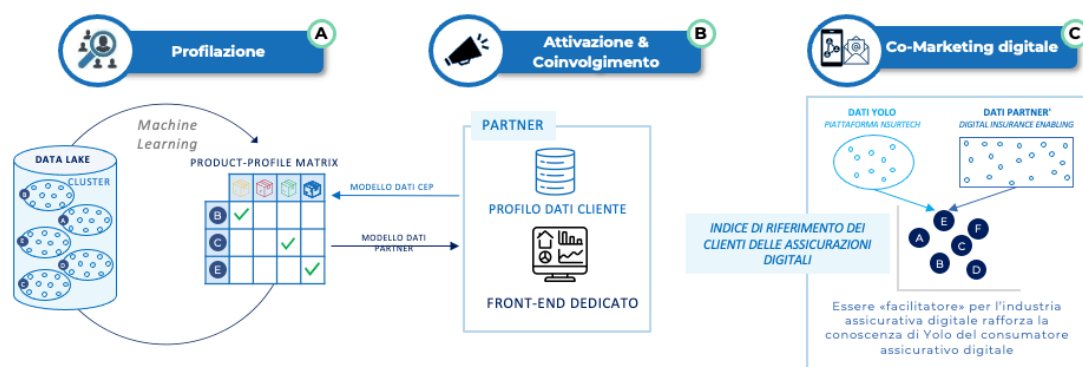 Profilazione
A
Machine
Learning
DATA LAKE
CLUSTER
B
A
E
D
C
PRODUCT-PROFILE MATRIX
B
C
E
MODELLO DATI CEP
MODELLO DATI
PARTNER
Attivazione &
Coinvolgimento
B
PARTNER
PROFILO DATI CLIENTE
FRONT-END DEDICATO
Co-Marketing digitale
C
DATI YOLO
PIATTAFORMA NSURTECH
DATI PARTNER'
DIGITAL INSURANCE ENABLING
INDICE DI RIFERIMENTO DEI
CLIENTI DELLE ASSICURAZIONI
DIGITALI
E
A
F
C
B
D
Essere «facilitatore» per l'industria
assicurativa digitale rafforza la
conoscenza di Yolo del consumatore
assicurativo digitale